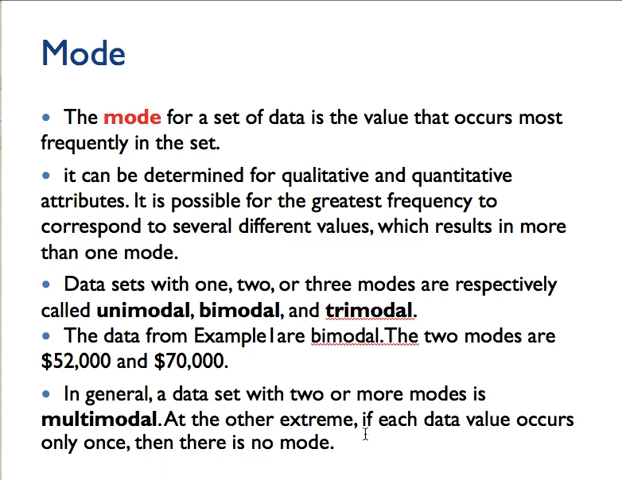 Mode
• The mode for a set of data is the value that occurs most
frequently in the set.
• it can be determined for qualitative and quantitative
attributes. It is possible for the greatest frequency to
correspond to several different values, which results in more
than one mode.
• Data sets with one, two, or three modes are respectively
called unimodal, bimodal, and trimodal.
• The data from Example1are bimodal.The two modes are
$52,000 and $70,000.
• In general, a data set with two or more modes is
multimodal.At the other extreme, if each data value occurs
only once, then there is no mode.